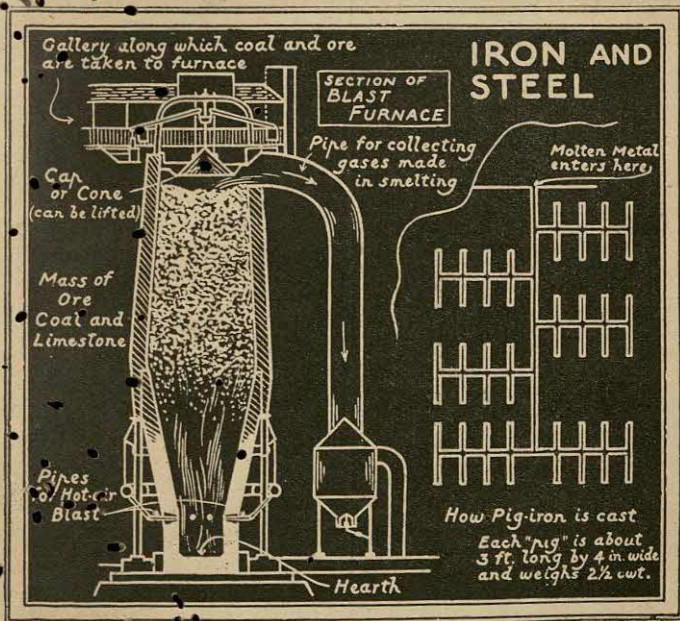 Gallery along which coal and ore
are taken to furnace
IRON AND
STEEL
SECTION OF
BLAST
FURNACE
Pipe for collecting
gases made
in smelting
Molten Metal
enters here
Cap
or Cone
(can be lifted)
Mass of
Ore
Coal and
Limestone
Pipes
for Hot-air
Blast
Hearth
How Pig-iron is cast
Each "pig" is about
3 ft. long by 4 in. wide
and weighs 2½ cwt.